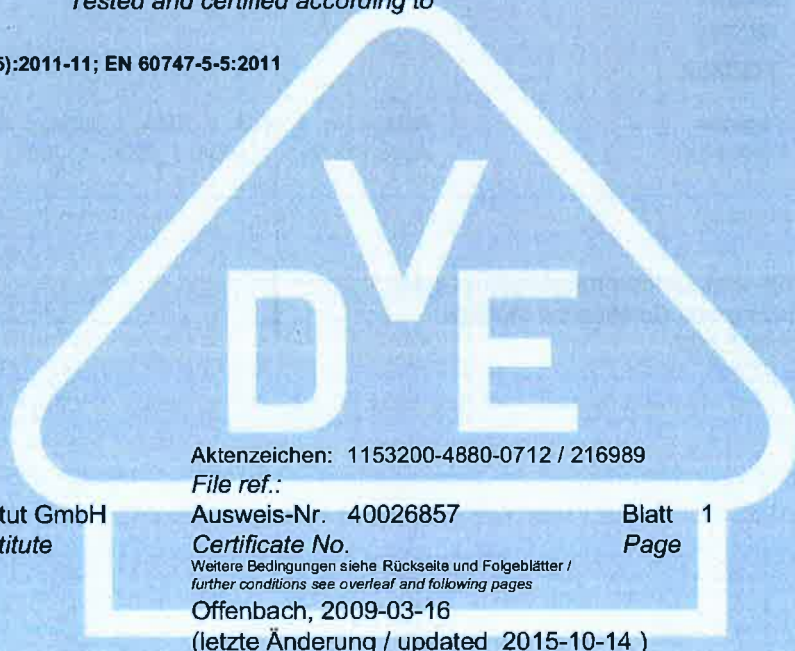 Tested and certified according to
5):2011-11; EN 60747-5-5:2011
VDE
Aktenzeichen: 1153200-4880-0712 / 216989
File ref.:
tut GmbH Ausweis-Nr. 40026857 Blatt 1
titute Certificate No. Page
Weitere Bedingungen siehe Rückseite und Folgeblätter /
further conditions see overleaf and following pages
Offenbach, 2009-03-16
(letzte Änderung / updated 2015-10-14 )